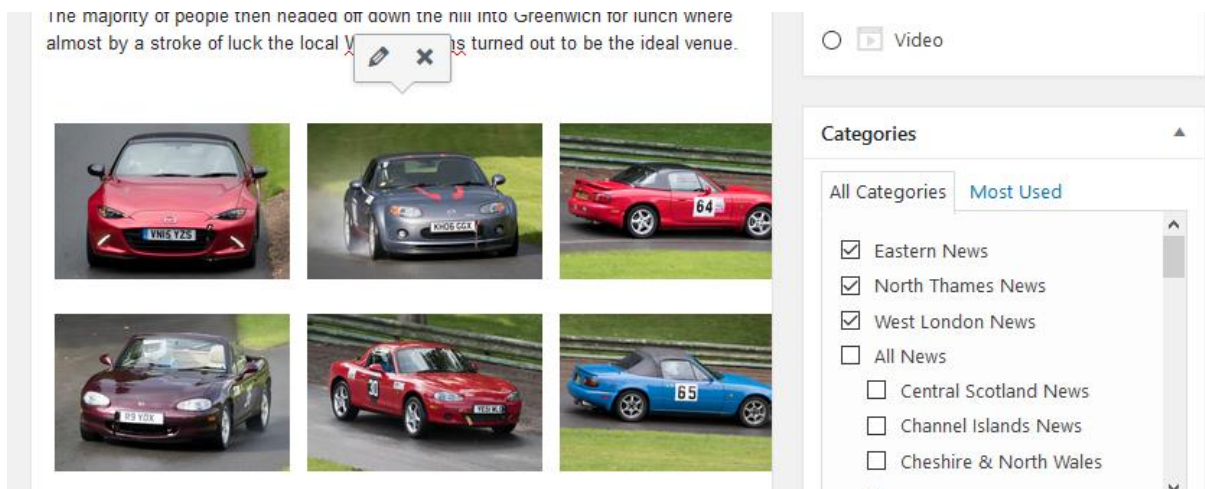 The majority of people then headed off down the hill into Greenwich for lunch where
almost by a stroke of luck the local turned out to be the ideal venue.
VN15 YZS
KH06 GGX
64
R9 YOX
30
65
Video
Categories
All Categories Most Used
Eastern News
North Thames News
West London News
All News
Central Scotland News
Channel Islands News
Cheshire & North Wales